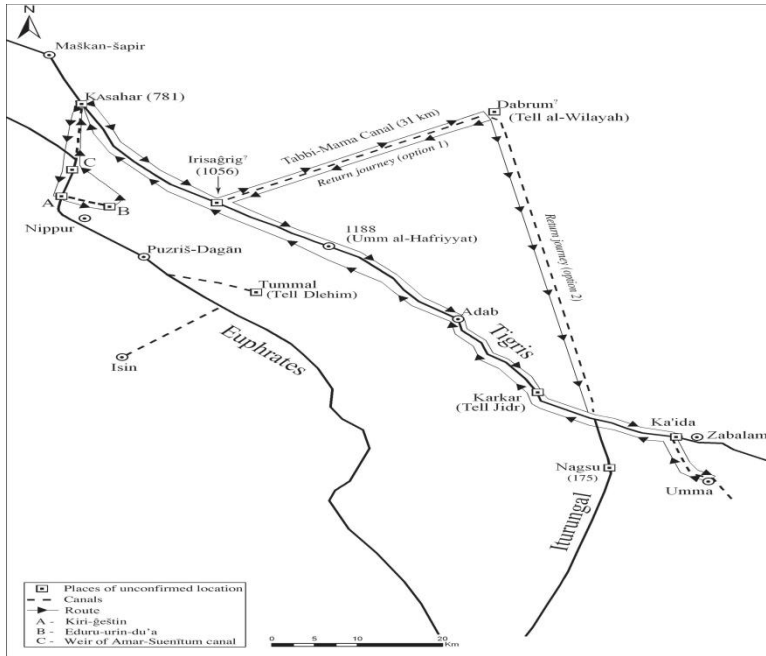 N
Maškan-šapir
KAsahar (781)
Dabrum?
(Tell al-Wilayah)
Tabbi-Mama Canal (31 km)
Return journey (option 1)
Irisaĝrig?
(1056)
C
A
B
Nippur
1188
(Umm al-Hafriyyat)
Return journey (option 2)
Puzriš-Dagān
Tummal
(Tell Dlehim)
Adab
Tigris
Isin
Euphrates
Karkar
(Tell Jidr)
Ka'ida
Zabalam
Nagsu
(175)
Umma
Iturungal
Places of unconfirmed location
Canals
Route
A - Kiri-ĝeštin
B - Eduru-urin-du'a
C - Weir of Amar-Suenītum canal
0 10 20
Km